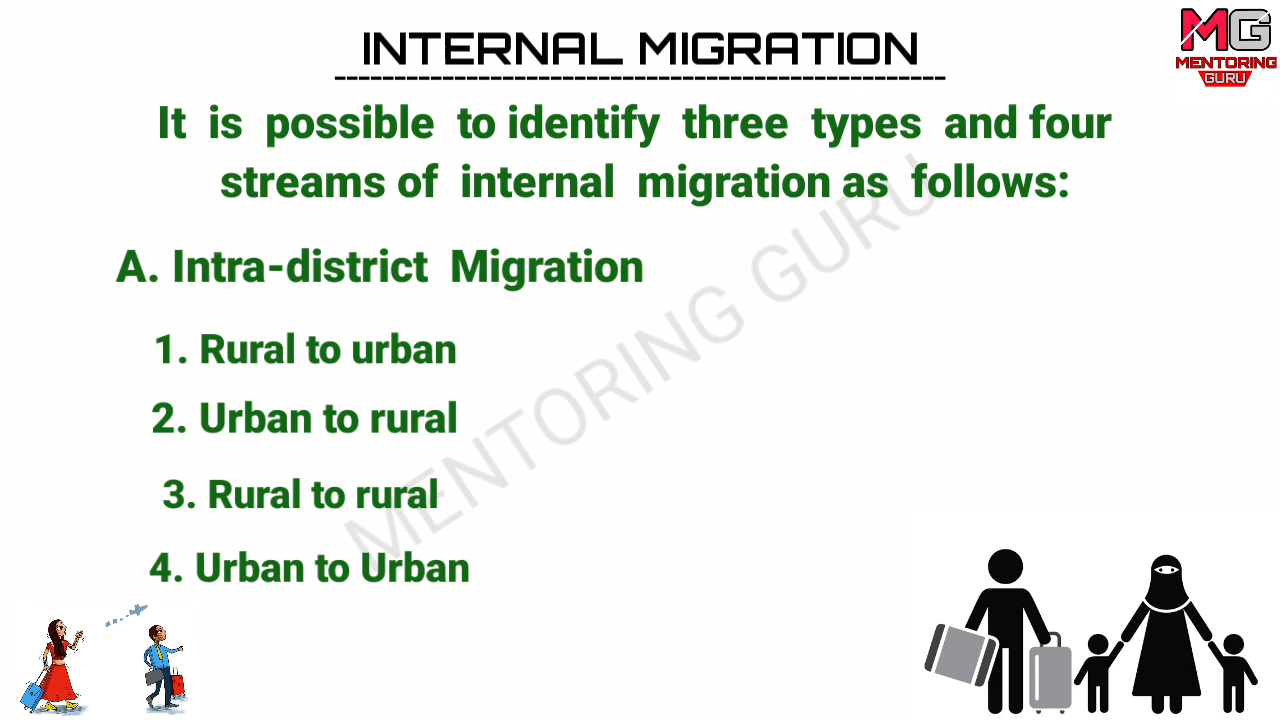 INTERNAL MIGRATION
MG
MENTORING
GURU
It is possible to identify three types and four
streams of internal migration as follows:
A. Intra-district Migration
1. Rural to urban
2. Urban to rural
3. Rural to rural
4. Urban to Urban
MENTORING GURU